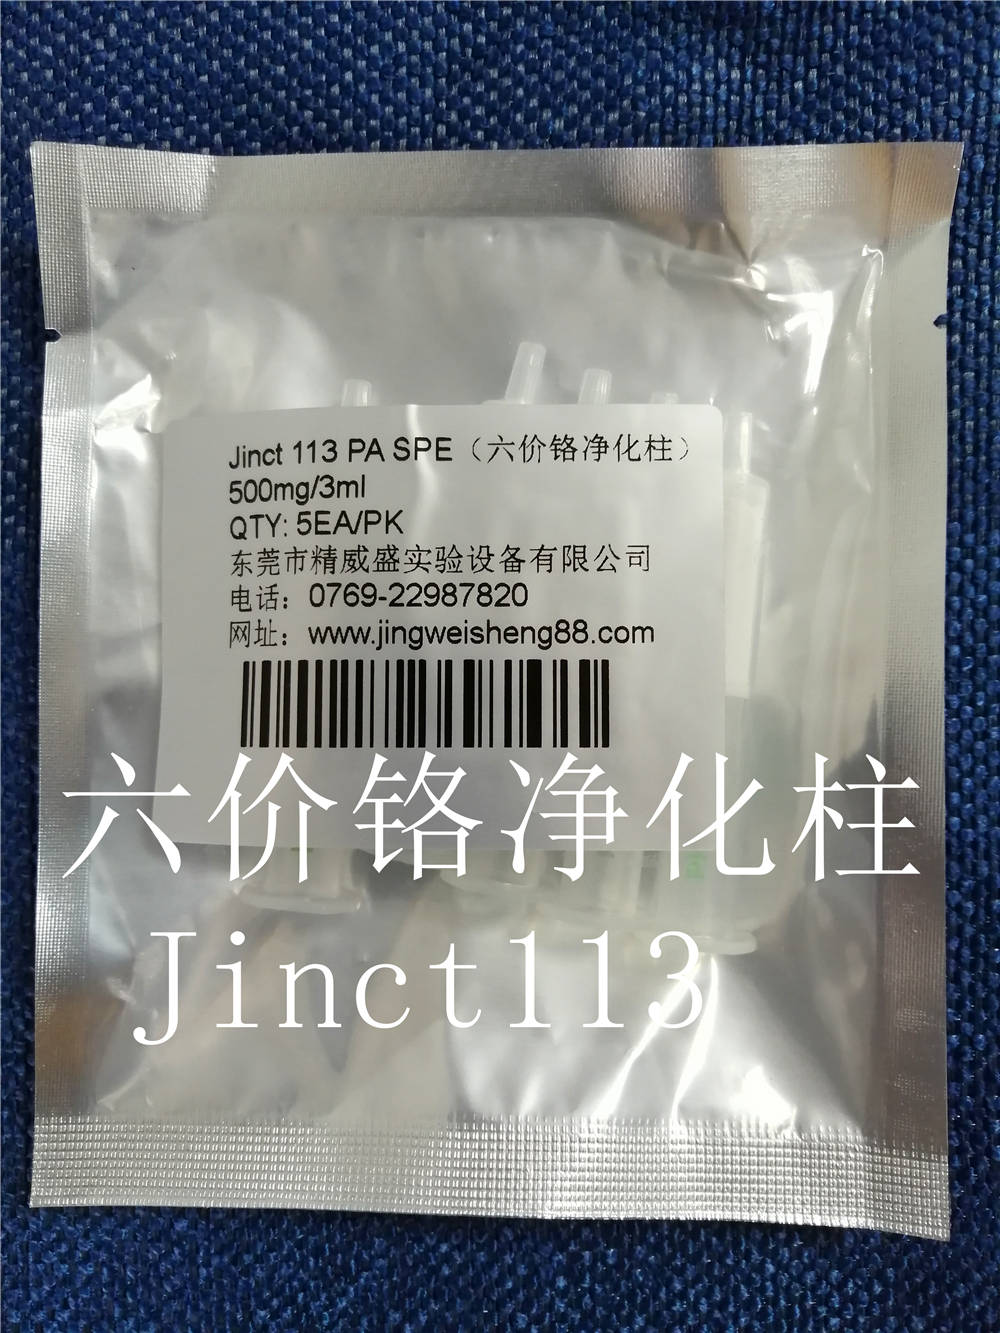 Jinct 113 PA SPE（六价铬净化柱）
500mg/3ml
QTY: 5EA/PK
东莞市精威盛实验设备有限公司
电话：0769-22987820
网址：www.jingweisheng88.com
六价铬净化柱
Jinct113